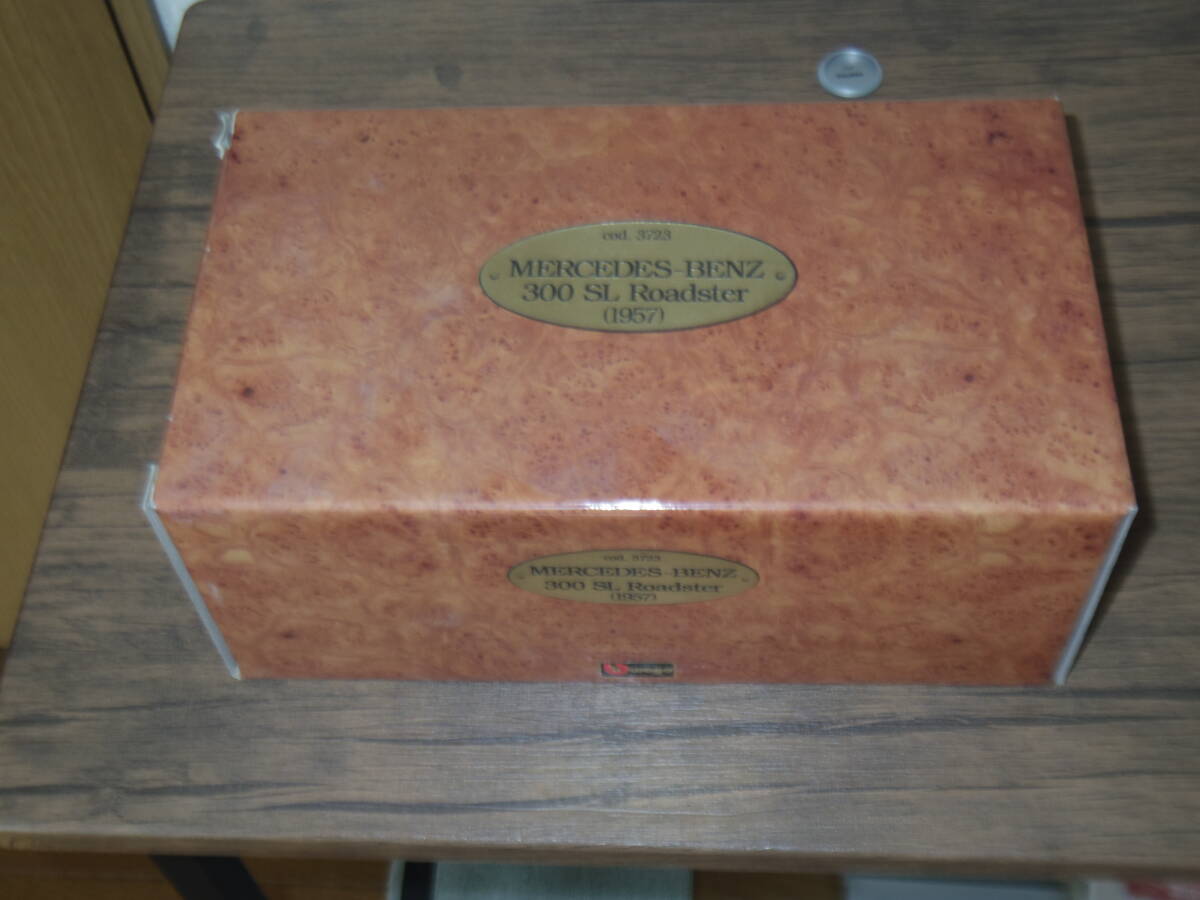 cod. 3723
MERCEDES-BENZ
300 SL Roadster
(1957)
cod. 3723
MERCEDES-BENZ
300 SL Roadster
(1957)